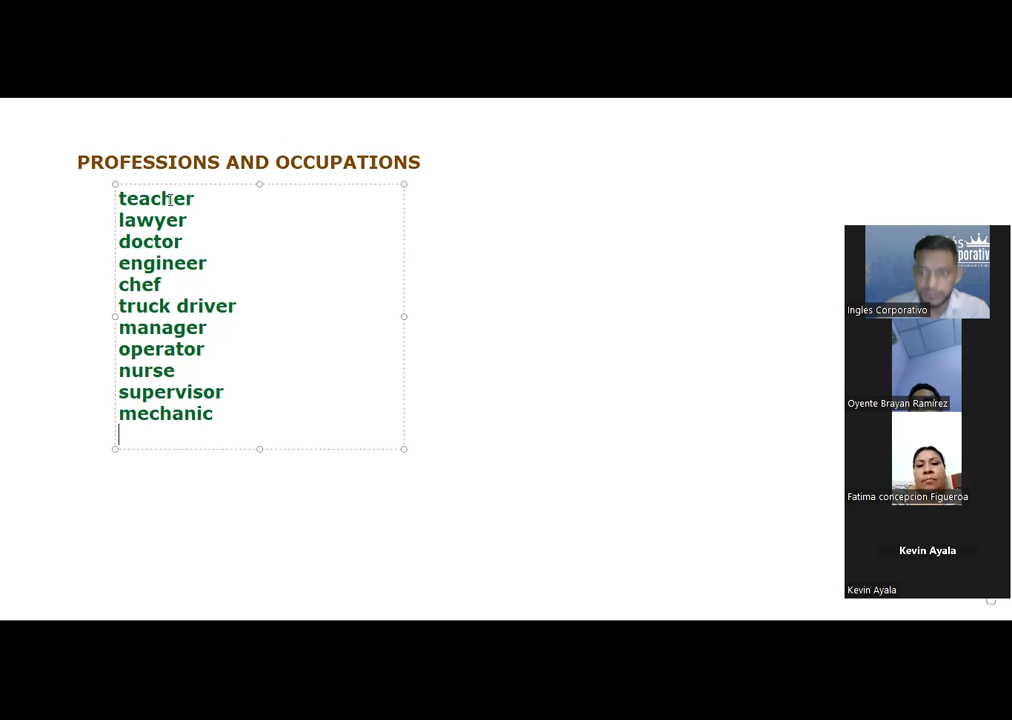 PROFESSIONS AND OCCUPATIONS
teacher
lawyer
doctor
engineer
chef
truck driver
manager
operator
nurse
supervisor
mechanic
Ingles Corporativo
Oyente Brayan Ramírez
Fatima concepcion Figueroa
Kevin Ayala
Kevin Ayala